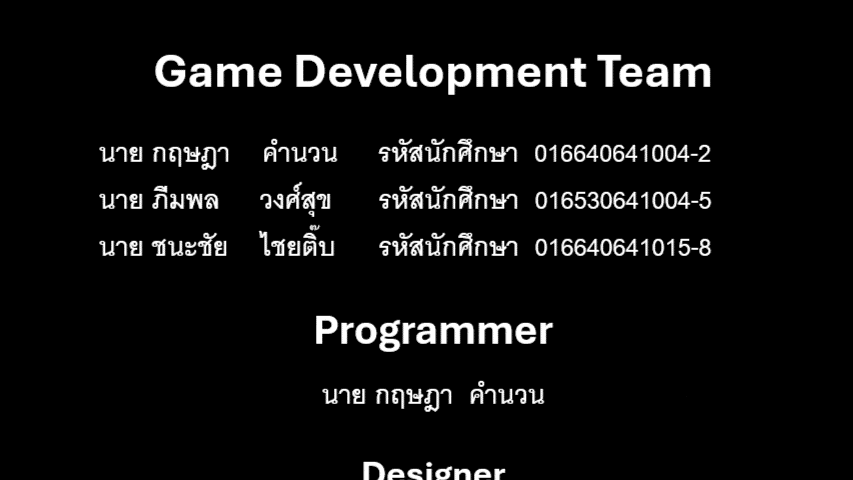 Game Development Team
นาย กฤษฎา คำนวน รหัสนักศึกษา 016640641004-2
นาย ภีมพล วงศ์สุข รหัสนักศึกษา 016530641004-5
นาย ชนะชัย ไชยติ๊บ รหัสนักศึกษา 016640641015-8
Programmer
นาย กฤษฎา คำนวน
Designer